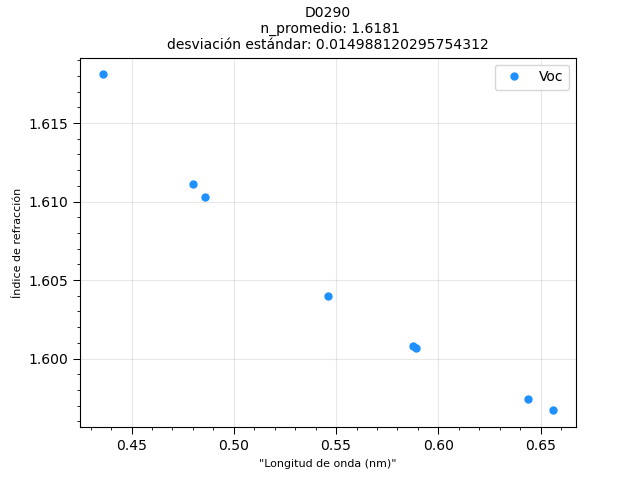 D0290
n_promedio: 1.6181
desviación estándar: 0.014988120295754312
Voc
1.615
1.610
1.605
1.600
Índice de refracción
0.45 0.50 0.55 0.60 0.65
"Longitud de onda (nm)"